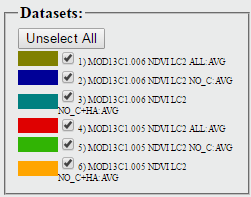 Datasets:
Unselect All
1) MOD13C1.006 NDVI LC2 ALL:AVG
2) MOD13C1.006 NDVI LC2 NO_C:AVG
3) MOD13C1.006 NDVI LC2
NO_C+HA:AVG
4) MOD13C1.005 NDVI LC2 ALL:AVG
5) MOD13C1.005 NDVI LC2 NO_C:AVG
6) MOD13C1.005 NDVI LC2
NO_C+HA:AVG